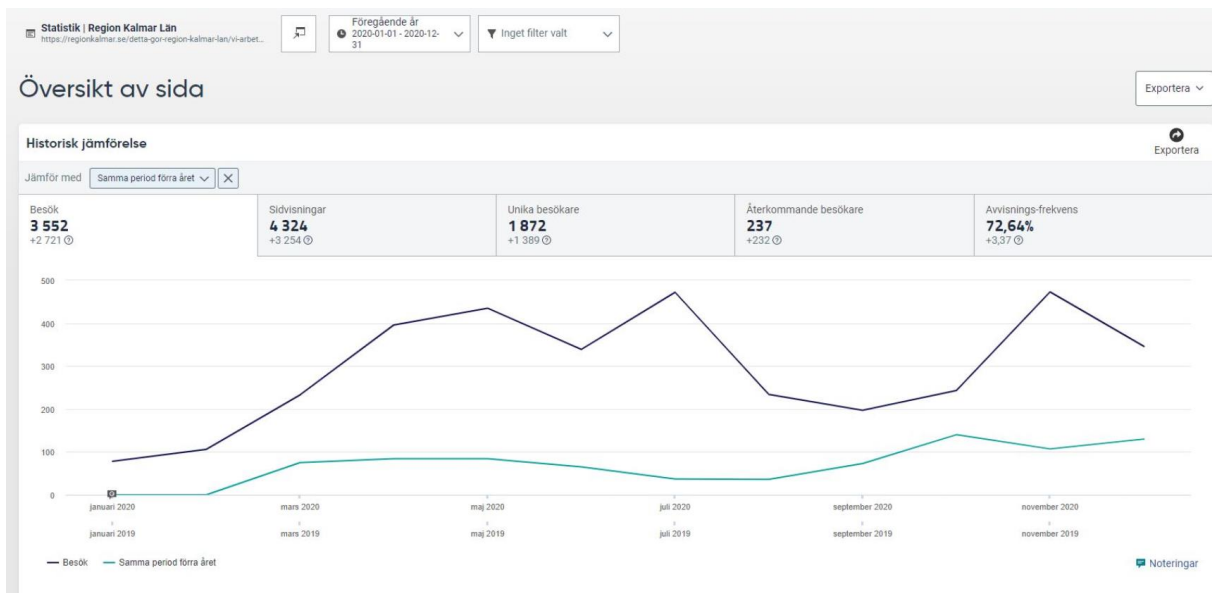 Statistik | Region Kalmar Län
https://regionkalmar.se/detta-gor-region-kalmar-lan/vi-arbet...
Föregående år
2020-01-01 - 2020-12-
31
Inget filter valt
Översikt av sida
Exportera
Historisk jämförelse
Exportera
Jämför med
Samma period förra året
Besök
3 552
+2 721
Sidvisningar
4 324
+3 254
Unika besökare
1 872
+1 389
Återkommande besökare
237
+232
Avvisnings-frekvens
72,64%
+3,37
500
400
300
200
100
0
januari 2020
mars 2020
maj 2020
juli 2020
september 2020
november 2020
januari 2019
mars 2019
maj 2019
juli 2019
september 2019
november 2019
Besök
Samma period förra året
Noteringar